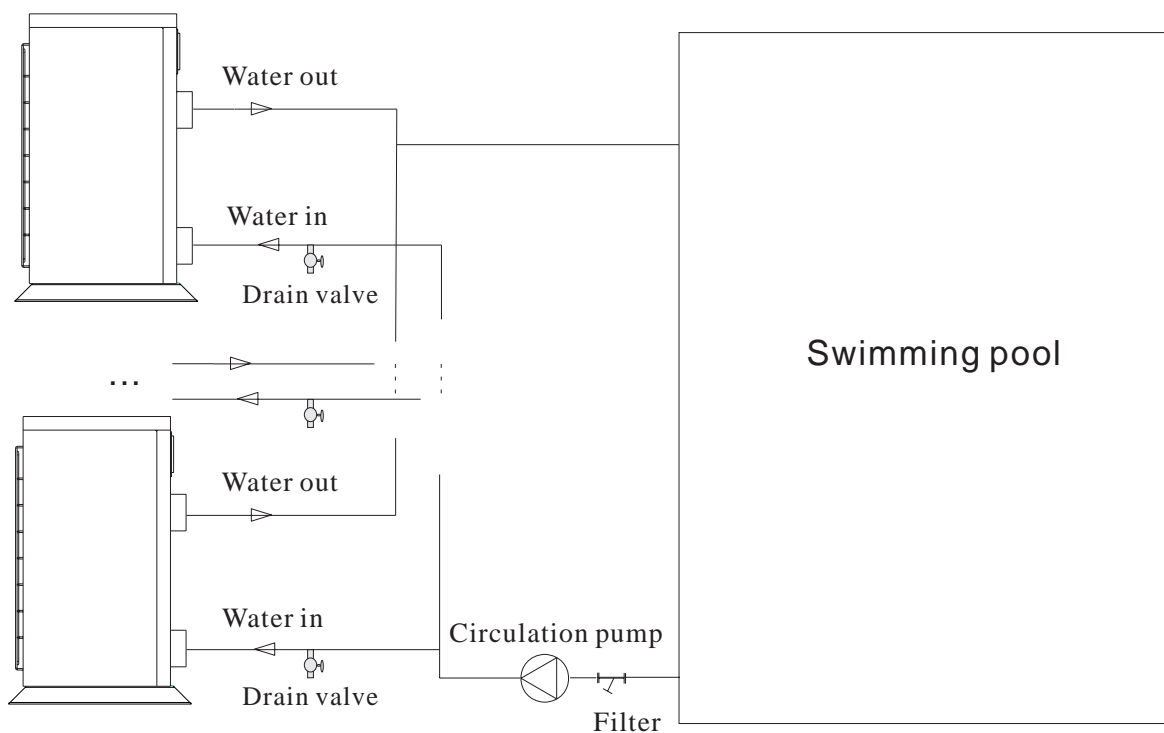 Water out
Water in
Drain valve
Swimming pool
...
Water out
Water in
Circulation pump
Drain valve
Filter